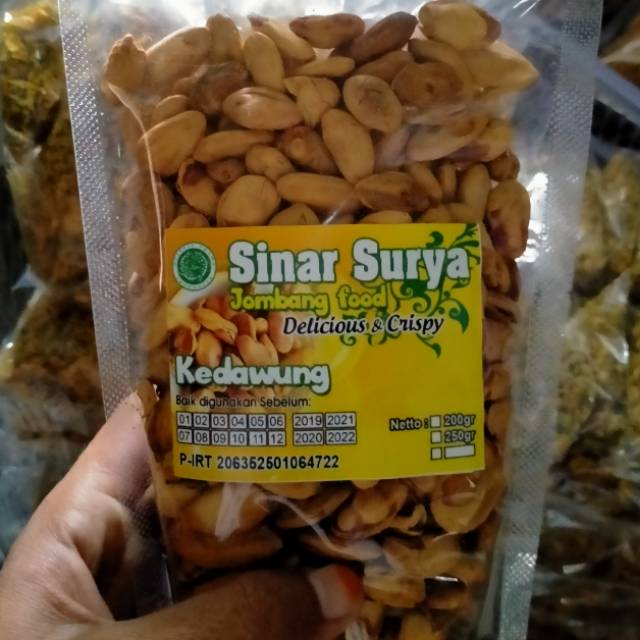 Sinar Surya
Jombang food
Delicious & Crispy
Kedawung
Baik digunakan Sebelum:
01 02 03 04 05 06 2019 2021
07 08 09 10 11 12 2020 2022
Netto : 200gr
250gr
P-IRT 206352501064722